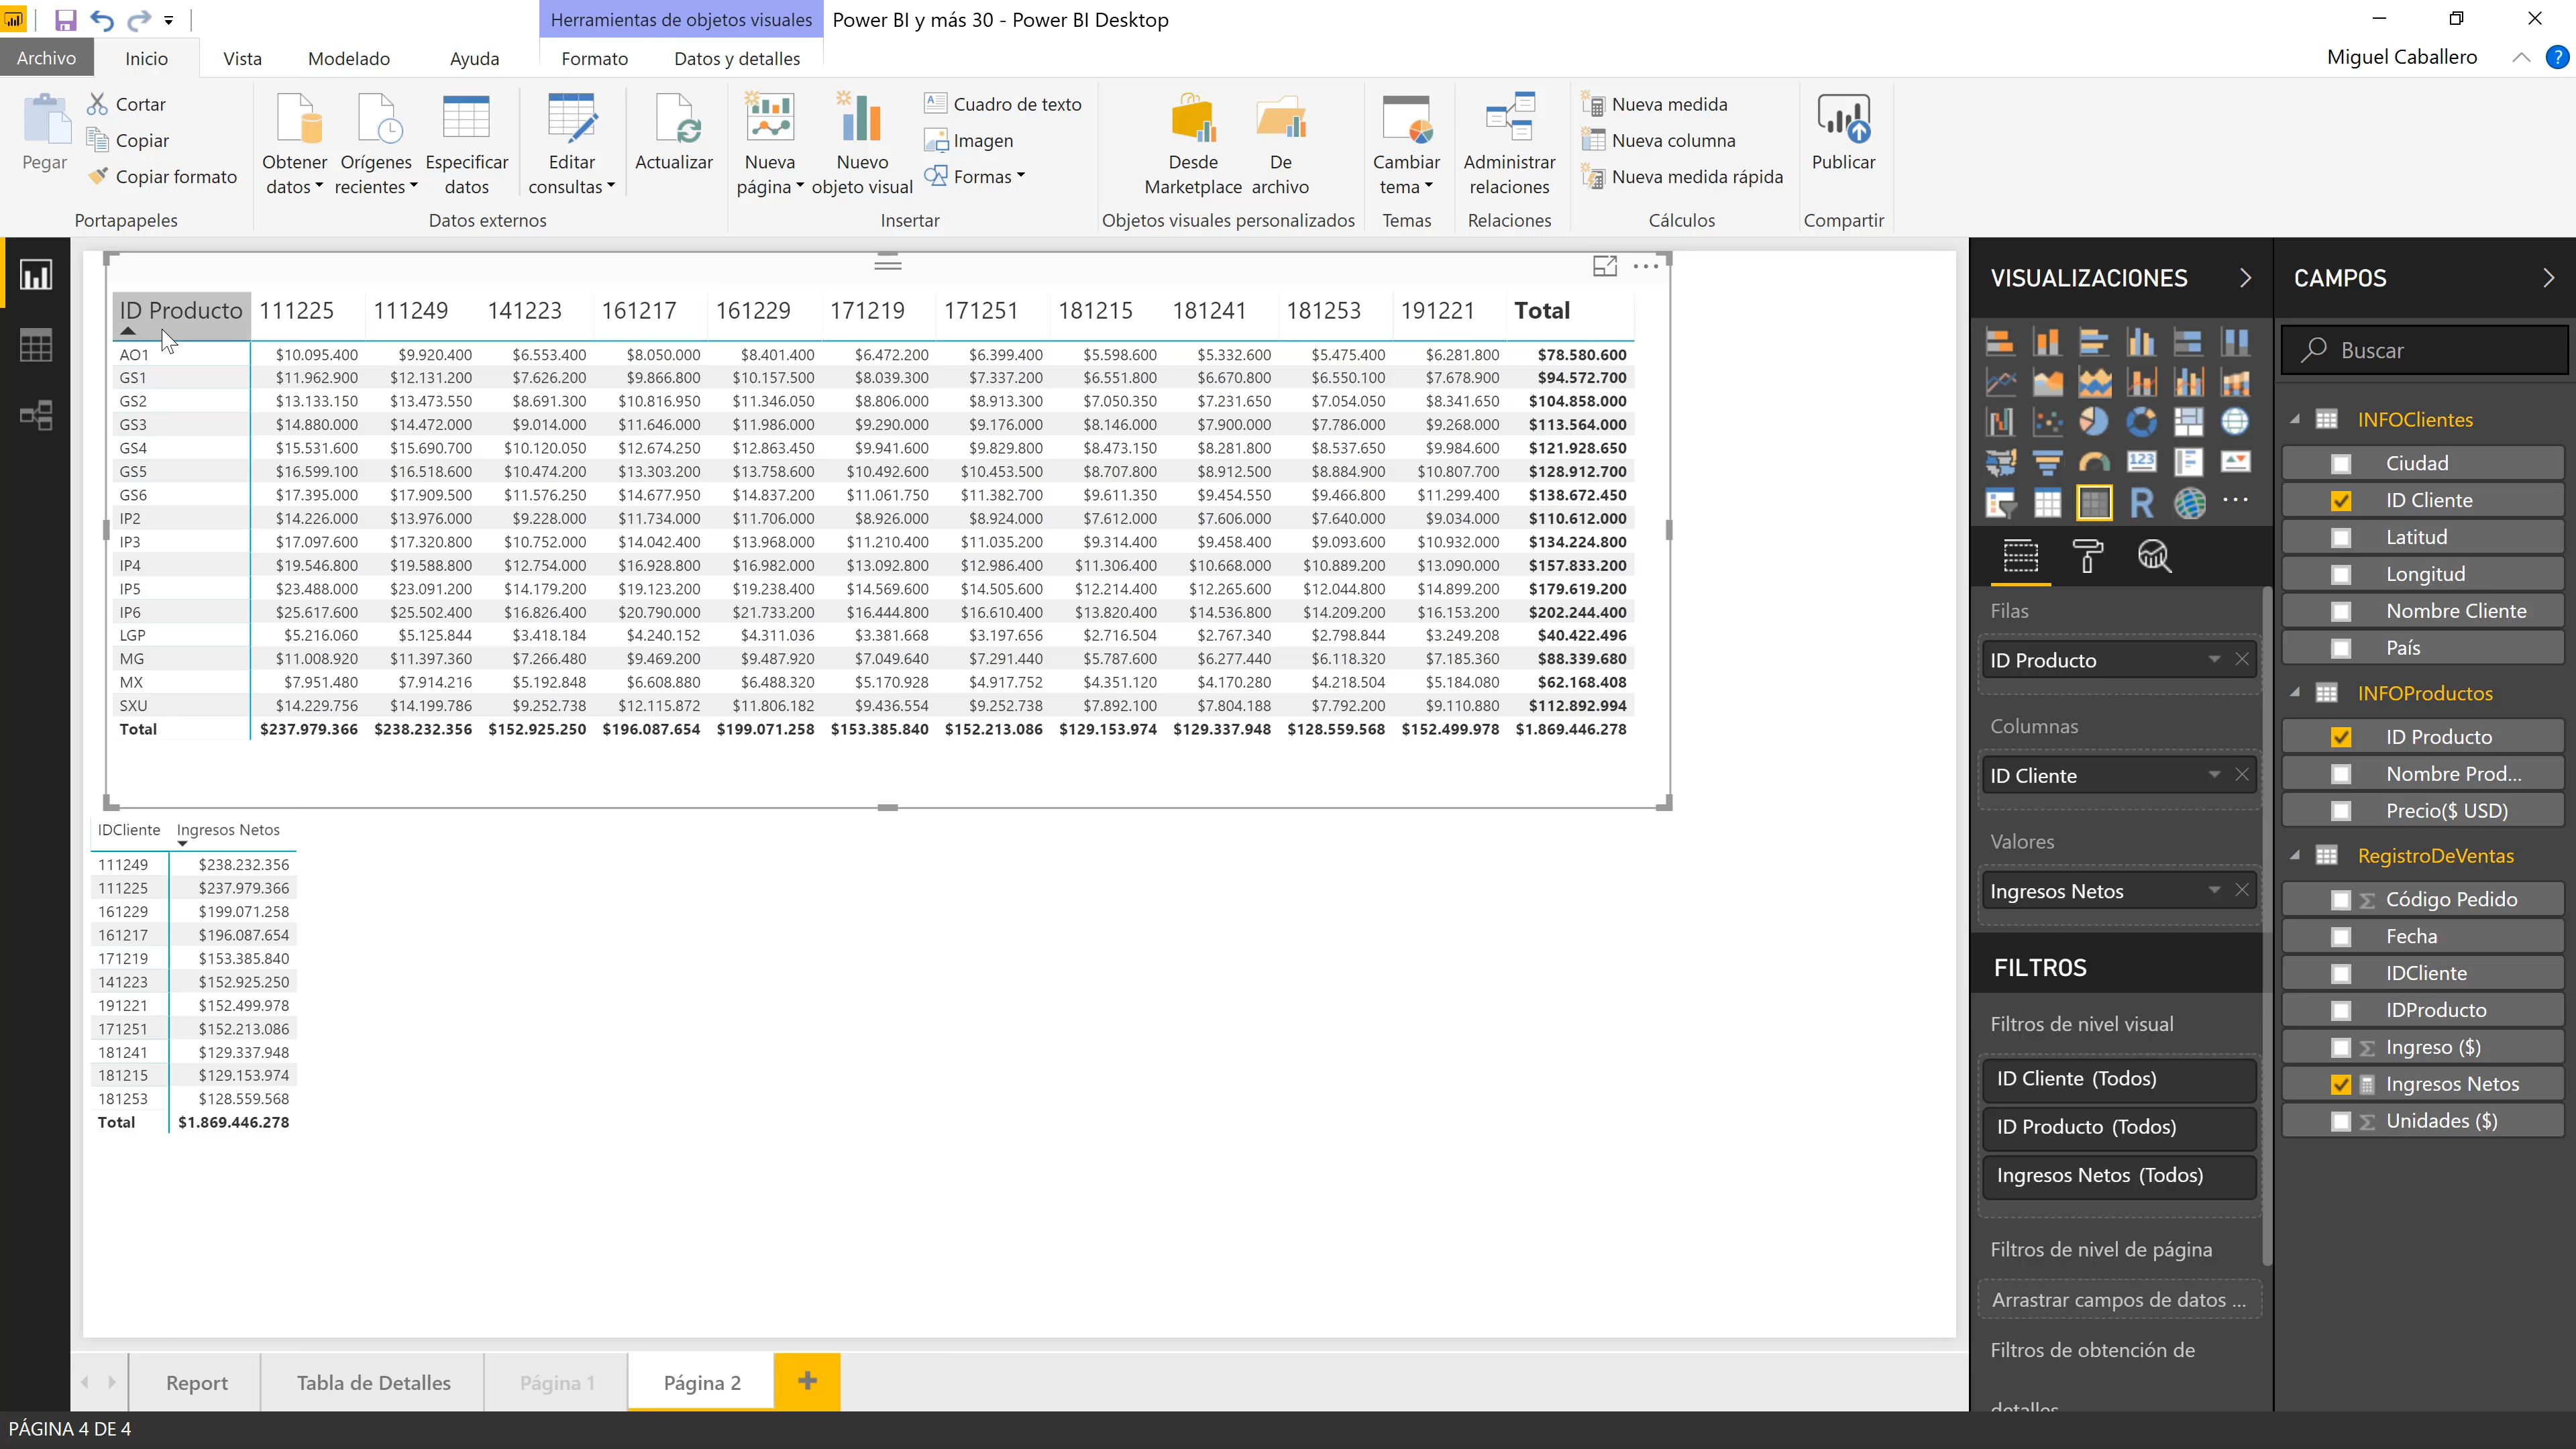 Herramientas de objetos visuales Power BI y más 30 - Power BI Desktop
Archivo Inicio Vista Modelado Ayuda Formato Datos y detalles Miguel Caballero
Pegar
Cortar
Copiar
Copiar formato
Portapapeles
Obtener datos
Orígenes recientes
Especificar datos
Editar consultas
Datos externos
Actualizar
Nueva página
Nuevo objeto visual
Cuadro de texto
Imagen
Formas
Insertar
Desde Marketplace
De archivo
Objetos visuales personalizados
Cambiar tema
Temas
Administrar relaciones
Relaciones
Nueva medida
Nueva columna
Nueva medida rápida
Cálculos
Publicar
Compartir
ID Producto 111225 111249 141223 161217 161229 171219 171251 181215 181241 181253 191221 Total
AO1 $10.095.400 $9.920.400 $6.553.400 $8.050.000 $8.401.400 $6.472.200 $6.399.400 $5.598.600 $5.332.600 $5.475.400 $6.281.800 $78.580.600
GS1 $11.962.900 $12.131.200 $7.626.200 $9.866.800 $10.157.500 $8.039.300 $7.337.200 $6.551.800 $6.670.800 $6.550.100 $7.678.900 $94.572.700
GS2 $13.133.150 $13.473.550 $8.691.300 $10.816.950 $11.346.050 $8.806.000 $8.913.300 $7.050.350 $7.231.650 $7.054.050 $8.341.650 $104.858.000
GS3 $14.880.000 $14.472.000 $9.014.000 $11.646.000 $11.986.000 $9.290.000 $9.176.000 $8.146.000 $7.900.000 $7.786.000 $9.268.000 $113.564.000
GS4 $15.531.600 $15.690.700 $10.120.050 $12.674.250 $12.863.450 $9.941.600 $9.829.800 $8.473.150 $8.281.800 $8.537.650 $9.984.600 $121.928.650
GS5 $16.599.100 $16.518.600 $10.474.200 $13.303.200 $13.758.600 $10.492.600 $10.453.500 $8.707.800 $8.912.500 $8.884.900 $10.807.700 $128.912.700
GS6 $17.395.000 $17.909.500 $11.576.250 $14.677.950 $14.837.200 $11.061.750 $11.382.700 $9.611.350 $9.454.550 $9.466.800 $11.299.400 $138.672.450
IP2 $14.226.000 $13.976.000 $9.228.000 $11.734.000 $11.706.000 $8.926.000 $8.924.000 $7.612.000 $7.606.000 $7.640.000 $9.034.000 $110.612.000
IP3 $17.097.600 $17.320.800 $10.752.000 $14.042.400 $13.968.000 $11.210.400 $11.035.200 $9.314.400 $9.458.400 $9.093.600 $10.932.000 $134.224.800
IP4 $19.546.800 $19.588.800 $12.754.000 $16.928.800 $16.982.000 $13.092.800 $12.986.400 $11.306.400 $10.668.000 $10.889.200 $13.090.000 $157.833.200
IP5 $23.488.000 $23.091.200 $14.179.200 $19.123.200 $19.238.400 $14.569.600 $14.505.600 $12.214.400 $12.265.600 $12.044.800 $14.899.200 $179.619.200
IP6 $25.617.600 $25.502.400 $16.826.400 $20.790.000 $21.733.200 $16.444.800 $16.610.400 $13.820.400 $14.536.800 $14.209.200 $16.153.200 $202.244.400
LGP $5.216.060 $5.125.844 $3.418.184 $4.240.152 $4.311.036 $3.381.668 $3.197.656 $2.716.504 $2.767.340 $2.798.844 $3.249.208 $40.422.496
MG $11.008.920 $11.397.360 $7.266.480 $9.469.200 $9.487.920 $7.049.640 $7.291.440 $5.787.600 $6.277.440 $6.118.320 $7.185.360 $88.339.680
MX $7.951.480 $7.914.216 $5.192.848 $6.608.880 $6.488.320 $5.170.928 $4.917.752 $4.351.120 $4.170.280 $4.218.504 $5.184.080 $62.168.408
SXU $14.229.756 $14.199.786 $9.252.738 $12.115.872 $11.806.182 $9.436.554 $9.252.738 $7.892.100 $7.804.188 $7.792.200 $9.110.880 $112.892.994
Total $237.979.366 $238.232.356 $152.925.250 $196.087.654 $199.071.258 $153.385.840 $152.213.086 $129.153.974 $129.337.948 $128.559.568 $152.499.978 $1.869.446.278
IDCliente Ingresos Netos
111249 $238.232.356
111225 $237.979.366
161229 $199.071.258
161217 $196.087.654
171219 $153.385.840
141223 $152.925.250
191221 $152.499.978
171251 $152.213.086
181241 $129.337.948
181215 $129.153.974
181253 $128.559.568
Total $1.869.446.278
VISUALIZACIONES
Filas
ID Producto
Columnas
ID Cliente
Valores
Ingresos Netos
FILTROS
Filtros de nivel visual
ID Cliente (Todos)
ID Producto (Todos)
Ingresos Netos (Todos)
Filtros de nivel de página
Arrastrar campos de datos ...
Filtros de obtención de
detalles
CAMPOS
Buscar
INFOClientes
Ciudad
ID Cliente
Latitud
Longitud
Nombre Cliente
País
INFOProductos
ID Producto
Nombre Prod...
Precio($ USD)
RegistroDeVentas
Código Pedido
Fecha
IDCliente
IDProducto
Ingreso ($)
Ingresos Netos
Unidades ($)
Report Tabla de Detalles Página 1 Página 2
PÁGINA 4 DE 4